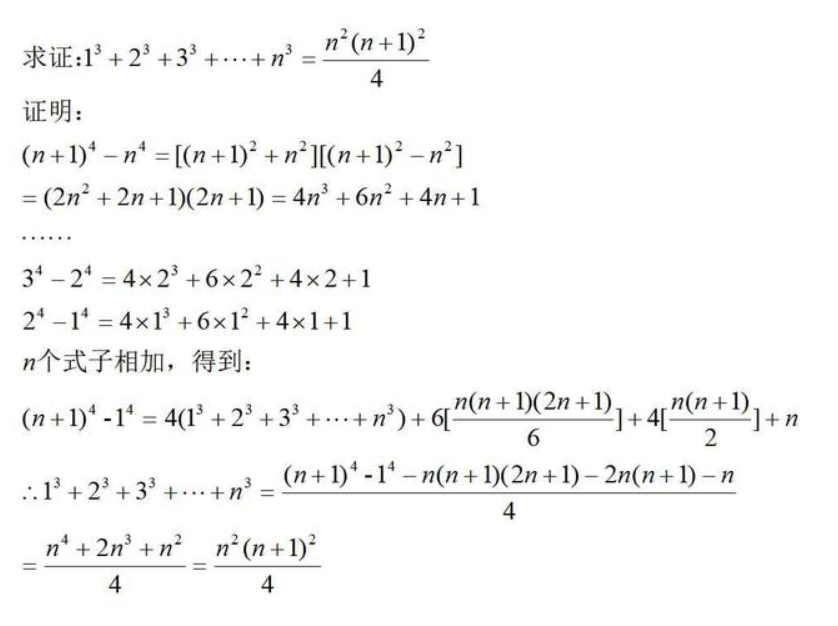 求证:1³ + 2³ + 3³ + ··· + n³ = n²(n+1)²/4
证明:
(n+1)⁴ − n⁴ = [(n+1)² + n²][(n+1)² − n²]
= (2n² + 2n + 1)(2n + 1) = 4n³ + 6n² + 4n + 1
······
3⁴ − 2⁴ = 4×2³ + 6×2² + 4×2 + 1
2⁴ − 1⁴ = 4×1³ + 6×1² + 4×1 + 1
n个式子相加，得到:
(n+1)⁴ - 1⁴ = 4(1³ + 2³ + 3³ + ··· + n³) + 6[n(n+1)(2n+1)/6] + 4[n(n+1)/2] + n
∴1³ + 2³ + 3³ + ··· + n³ = ((n+1)⁴ - 1⁴ − n(n+1)(2n+1) − 2n(n+1) − n)/4
= (n⁴ + 2n³ + n²)/4 = n²(n+1)²/4